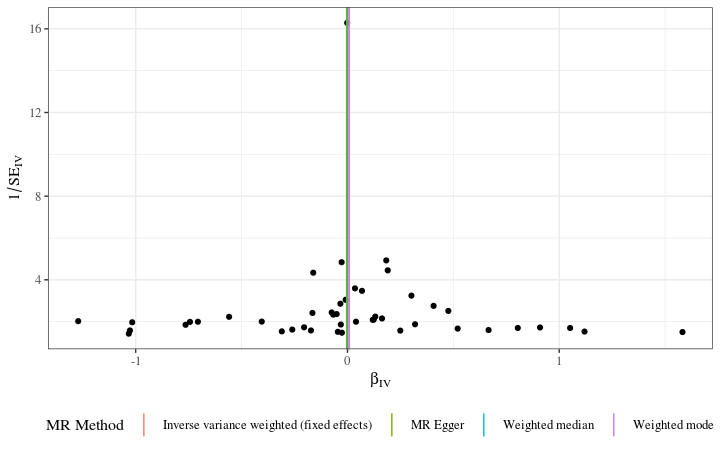 16
12
8
4
1/SE_IV
-1 0 1
β_IV
MR Method Inverse variance weighted (fixed effects) MR Egger Weighted median Weighted mode